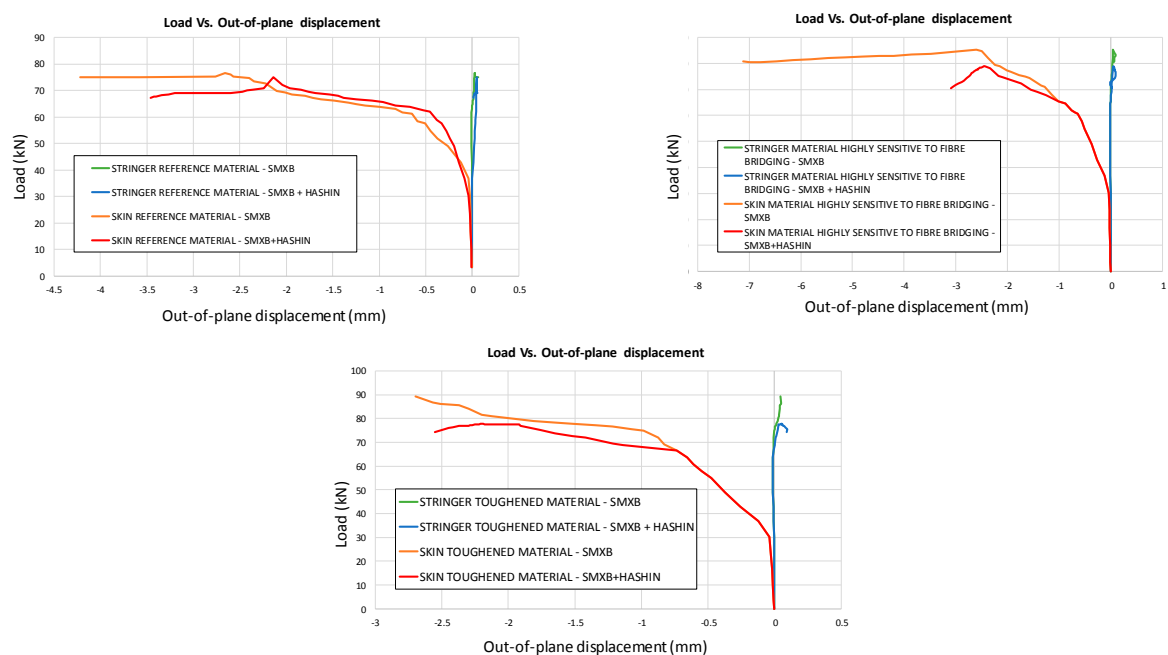 Load Vs. Out-of-plane displacement
90
80
70
60
50
40
30
20
10
0
Load (kN)
-4.5
-4
-3.5
-3
-2.5
-2
-1.5
-1
-0.5
0
0.5
Out-of-plane displacement (mm)
STRINGER REFERENCE MATERIAL - SMXB
STRINGER REFERENCE MATERIAL - SMXB + HASHIN
SKIN REFERENCE MATERIAL - SMXB
SKIN REFERENCE MATERIAL - SMXB+HASHIN
Load Vs. Out-of-plane displacement
Load (kN)
-8
-7
-6
-5
-4
-3
-2
-1
0
1
Out-of-plane displacement (mm)
STRINGER MATERIAL HIGHLY SENSITIVE TO FIBRE
BRIDGING - SMXB
STRINGER MATERIAL HIGHLY SENSITIVE TO FIBRE
BRIDGING - SMXB + HASHIN
SKIN MATERIAL HIGHLY SENSITIVE TO FIBRE BRIDGING -
SMXB
SKIN MATERIAL HIGHLY SENSITIVE TO FIBRE BRIDGING -
SMXB+HASHIN
Load Vs. Out-of-plane displacement
100
90
80
70
60
50
40
30
20
10
0
Load (kN)
-3
-2.5
-2
-1.5
-1
-0.5
0
0.5
Out-of-plane displacement (mm)
STRINGER TOUGHENED MATERIAL - SMXB
STRINGER TOUGHENED MATERIAL - SMXB + HASHIN
SKIN TOUGHENED MATERIAL - SMXB
SKIN TOUGHENED MATERIAL - SMXB+HASHIN